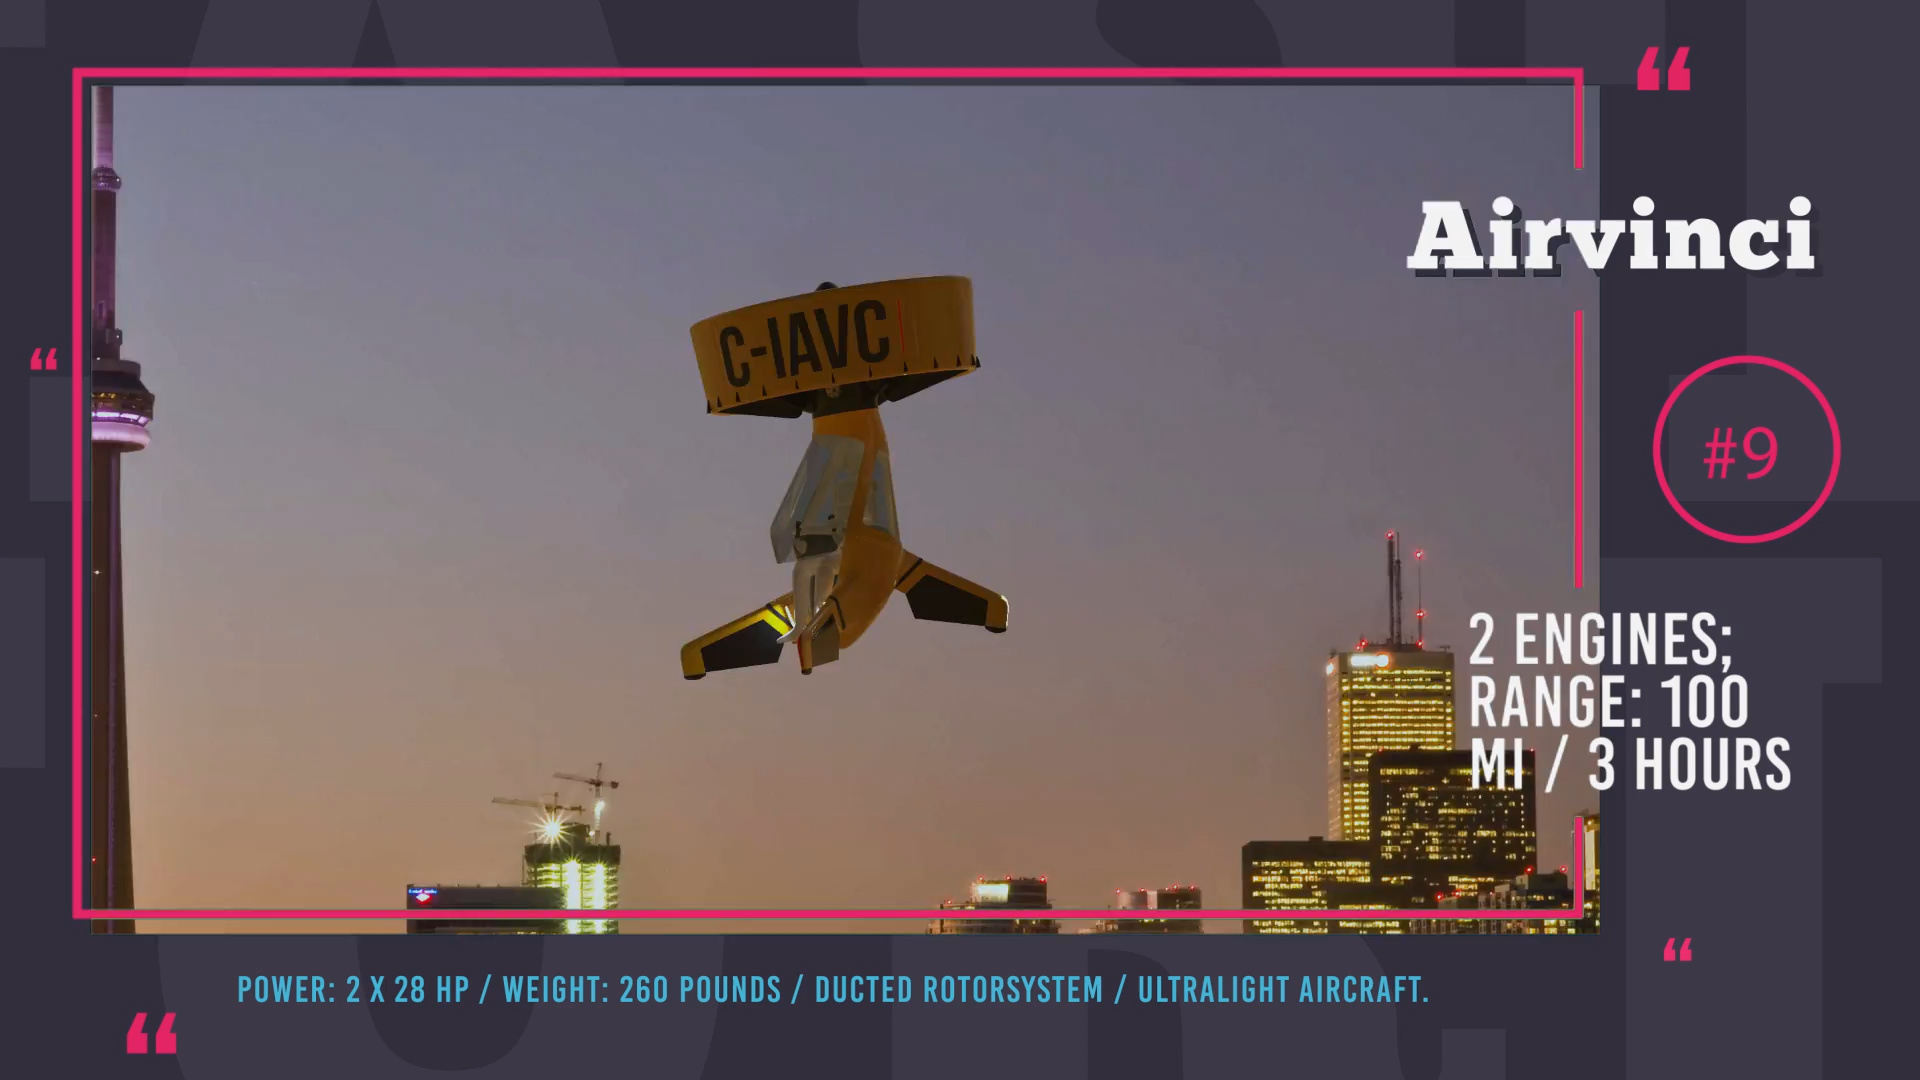 Airvinci
C-IAVC
#9
2 ENGINES;
RANGE: 100
MI / 3 HOURS
POWER: 2 X 28 HP / WEIGHT: 260 POUNDS / DUCTED ROTORSYSTEM / ULTRALIGHT AIRCRAFT.